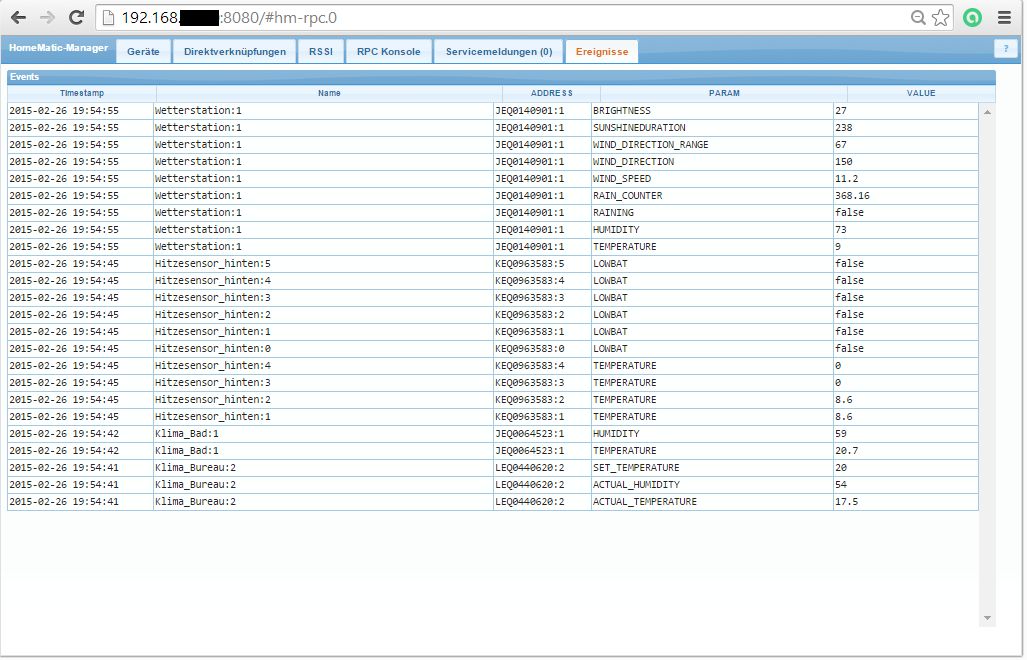 192.168. :8080/#hm-rpc.0
HomeMatic-Manager Geräte Direktverknüpfungen RSSI RPC Konsole Servicemeldungen (0) Ereignisse ?
Events
Timestamp Name ADDRESS PARAM VALUE
2015-02-26 19:54:55 Wetterstation:1 JEQ0140901:1 BRIGHTNESS 27
2015-02-26 19:54:55 Wetterstation:1 JEQ0140901:1 SUNSHINEDURATION 238
2015-02-26 19:54:55 Wetterstation:1 JEQ0140901:1 WIND_DIRECTION_RANGE 67
2015-02-26 19:54:55 Wetterstation:1 JEQ0140901:1 WIND_DIRECTION 150
2015-02-26 19:54:55 Wetterstation:1 JEQ0140901:1 WIND_SPEED 11.2
2015-02-26 19:54:55 Wetterstation:1 JEQ0140901:1 RAIN_COUNTER 368.16
2015-02-26 19:54:55 Wetterstation:1 JEQ0140901:1 RAINING false
2015-02-26 19:54:55 Wetterstation:1 JEQ0140901:1 HUMIDITY 73
2015-02-26 19:54:55 Wetterstation:1 JEQ0140901:1 TEMPERATURE 9
2015-02-26 19:54:45 Hitzesensor_hinten:5 KEQ0963583:5 LOWBAT false
2015-02-26 19:54:45 Hitzesensor_hinten:4 KEQ0963583:4 LOWBAT false
2015-02-26 19:54:45 Hitzesensor_hinten:3 KEQ0963583:3 LOWBAT false
2015-02-26 19:54:45 Hitzesensor_hinten:2 KEQ0963583:2 LOWBAT false
2015-02-26 19:54:45 Hitzesensor_hinten:1 KEQ0963583:1 LOWBAT false
2015-02-26 19:54:45 Hitzesensor_hinten:0 KEQ0963583:0 LOWBAT false
2015-02-26 19:54:45 Hitzesensor_hinten:4 KEQ0963583:4 TEMPERATURE 0
2015-02-26 19:54:45 Hitzesensor_hinten:3 KEQ0963583:3 TEMPERATURE 0
2015-02-26 19:54:45 Hitzesensor_hinten:2 KEQ0963583:2 TEMPERATURE 8.6
2015-02-26 19:54:45 Hitzesensor_hinten:1 KEQ0963583:1 TEMPERATURE 8.6
2015-02-26 19:54:42 Klima_Bad:1 JEQ0064523:1 HUMIDITY 59
2015-02-26 19:54:42 Klima_Bad:1 JEQ0064523:1 TEMPERATURE 20.7
2015-02-26 19:54:41 Klima_Bureau:2 LEQ0440620:2 SET_TEMPERATURE 20
2015-02-26 19:54:41 Klima_Bureau:2 LEQ0440620:2 ACTUAL_HUMIDITY 54
2015-02-26 19:54:41 Klima_Bureau:2 LEQ0440620:2 ACTUAL_TEMPERATURE 17.5